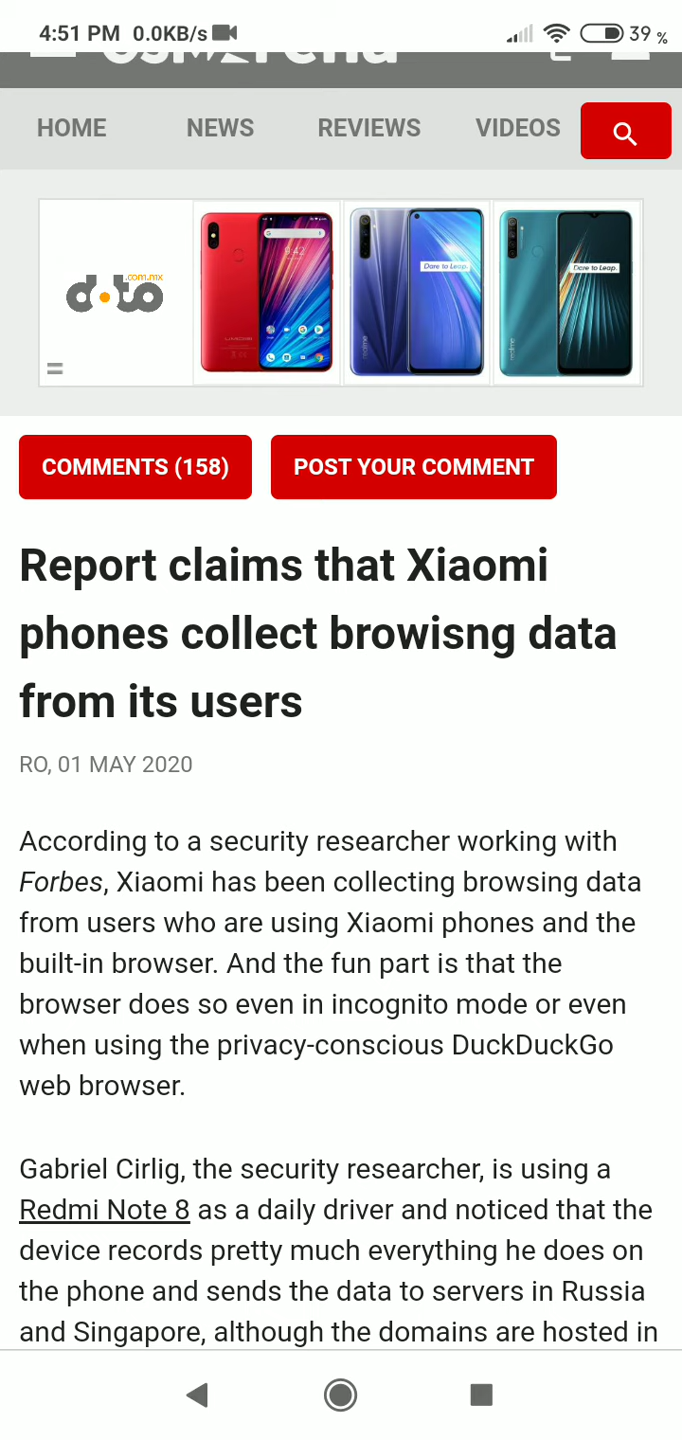 4:51 PM 0.0KB/s 39 %
HOME NEWS REVIEWS VIDEOS
doto .com.mx
9:42
Dare to Leap.
Dare to Leap.
realme
realme
COMMENTS (158) POST YOUR COMMENT
Report claims that Xiaomi
phones collect browisng data
from its users
RO, 01 MAY 2020
According to a security researcher working with
Forbes, Xiaomi has been collecting browsing data
from users who are using Xiaomi phones and the
built-in browser. And the fun part is that the
browser does so even in incognito mode or even
when using the privacy-conscious DuckDuckGo
web browser.
Gabriel Cirlig, the security researcher, is using a
Redmi Note 8 as a daily driver and noticed that the
device records pretty much everything he does on
the phone and sends the data to servers in Russia
and Singapore, although the domains are hosted in